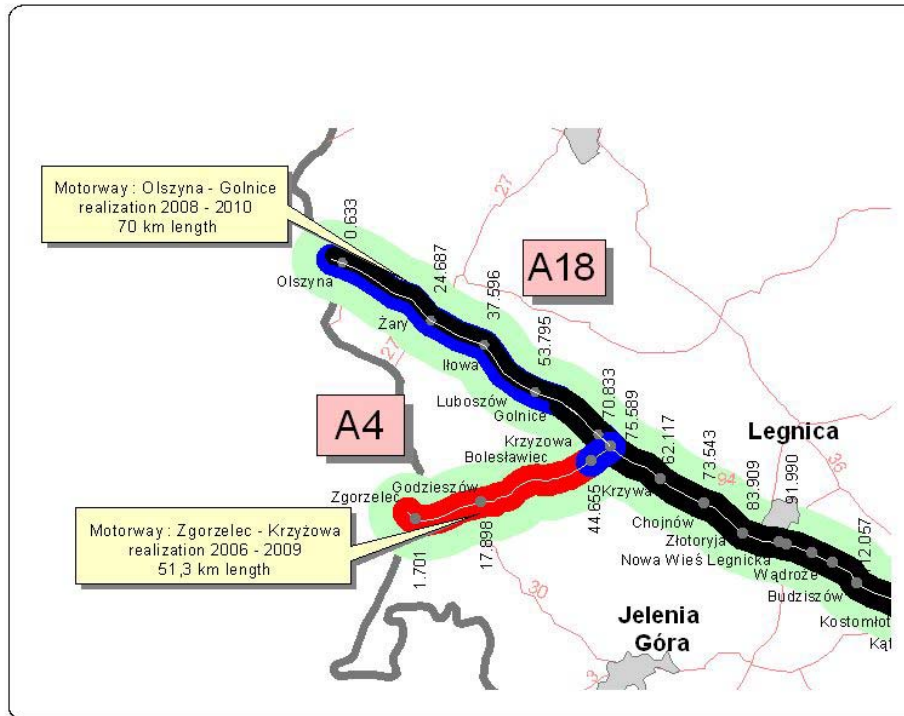 Motorway : Olszyna - Golnice
realization 2008 - 2010
70 km length
0.633
24.687
27
37.596
A18
53.795
Olszyna
Żary
27
Iłowa
Luboszów
Golnice
70.833
75.589
A4
Krzyzowa
Bolesławiec
62.117
73.543
Legnica
94
36
83.909
91.990
Zgorzelec
Godzieszów
44.655
Krzywa
Chojnów
Złotoryja
Nowa Wieś Legnicka
12.057
Wądroże
Budziszów
Kostomłot
Kąt
Motorway : Zgorzelec - Krzyżowa
realization 2006 - 2009
51,3 km length
1.701
17.898
30
Jelenia
Góra